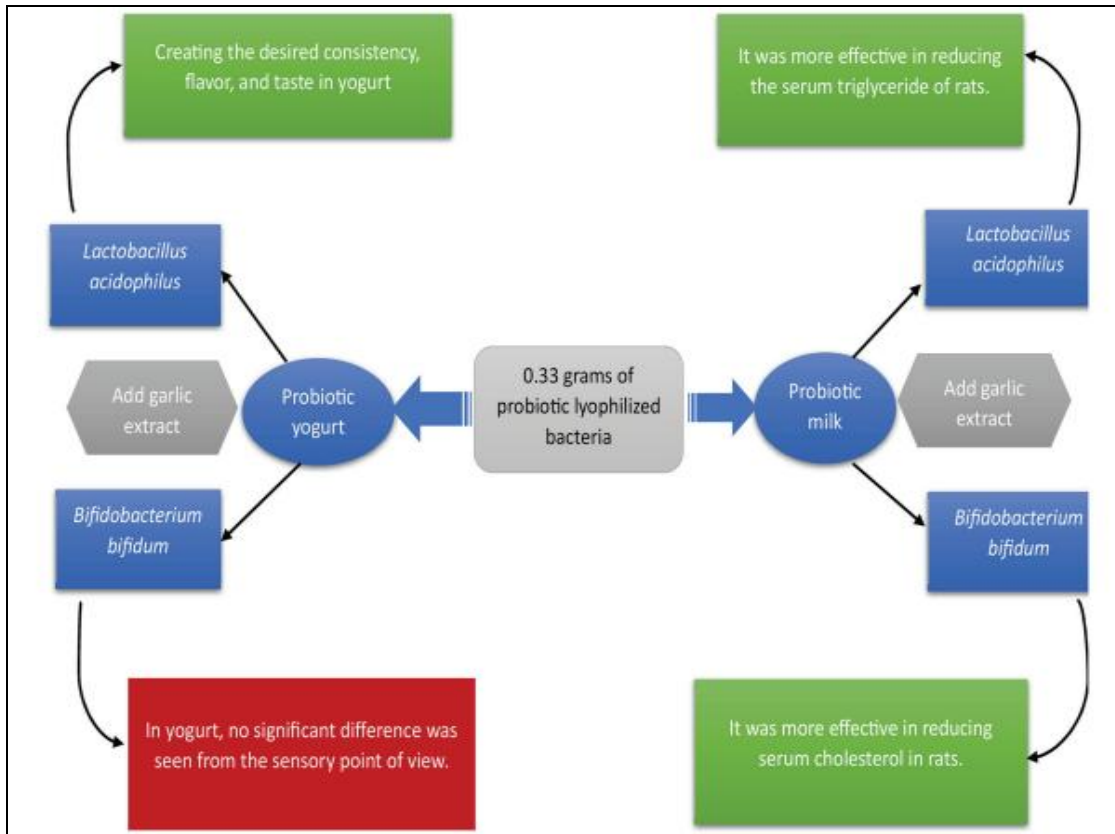 Creating the desired consistency,
flavor, and taste in yogurt
It was more effective in reducing
the serum triglyceride of rats.
Lactobacillus
acidophilus
Lactobacillus
acidophilus
Add garlic
extract
Probiotic
yogurt
0.33 grams of
probiotic lyophilized
bacteria
Probiotic
milk
Add garlic
extract
Bifidobacterium
bifidum
Bifidobacterium
bifidum
In yogurt, no significant difference was
seen from the sensory point of view.
It was more effective in reducing
serum cholesterol in rats.